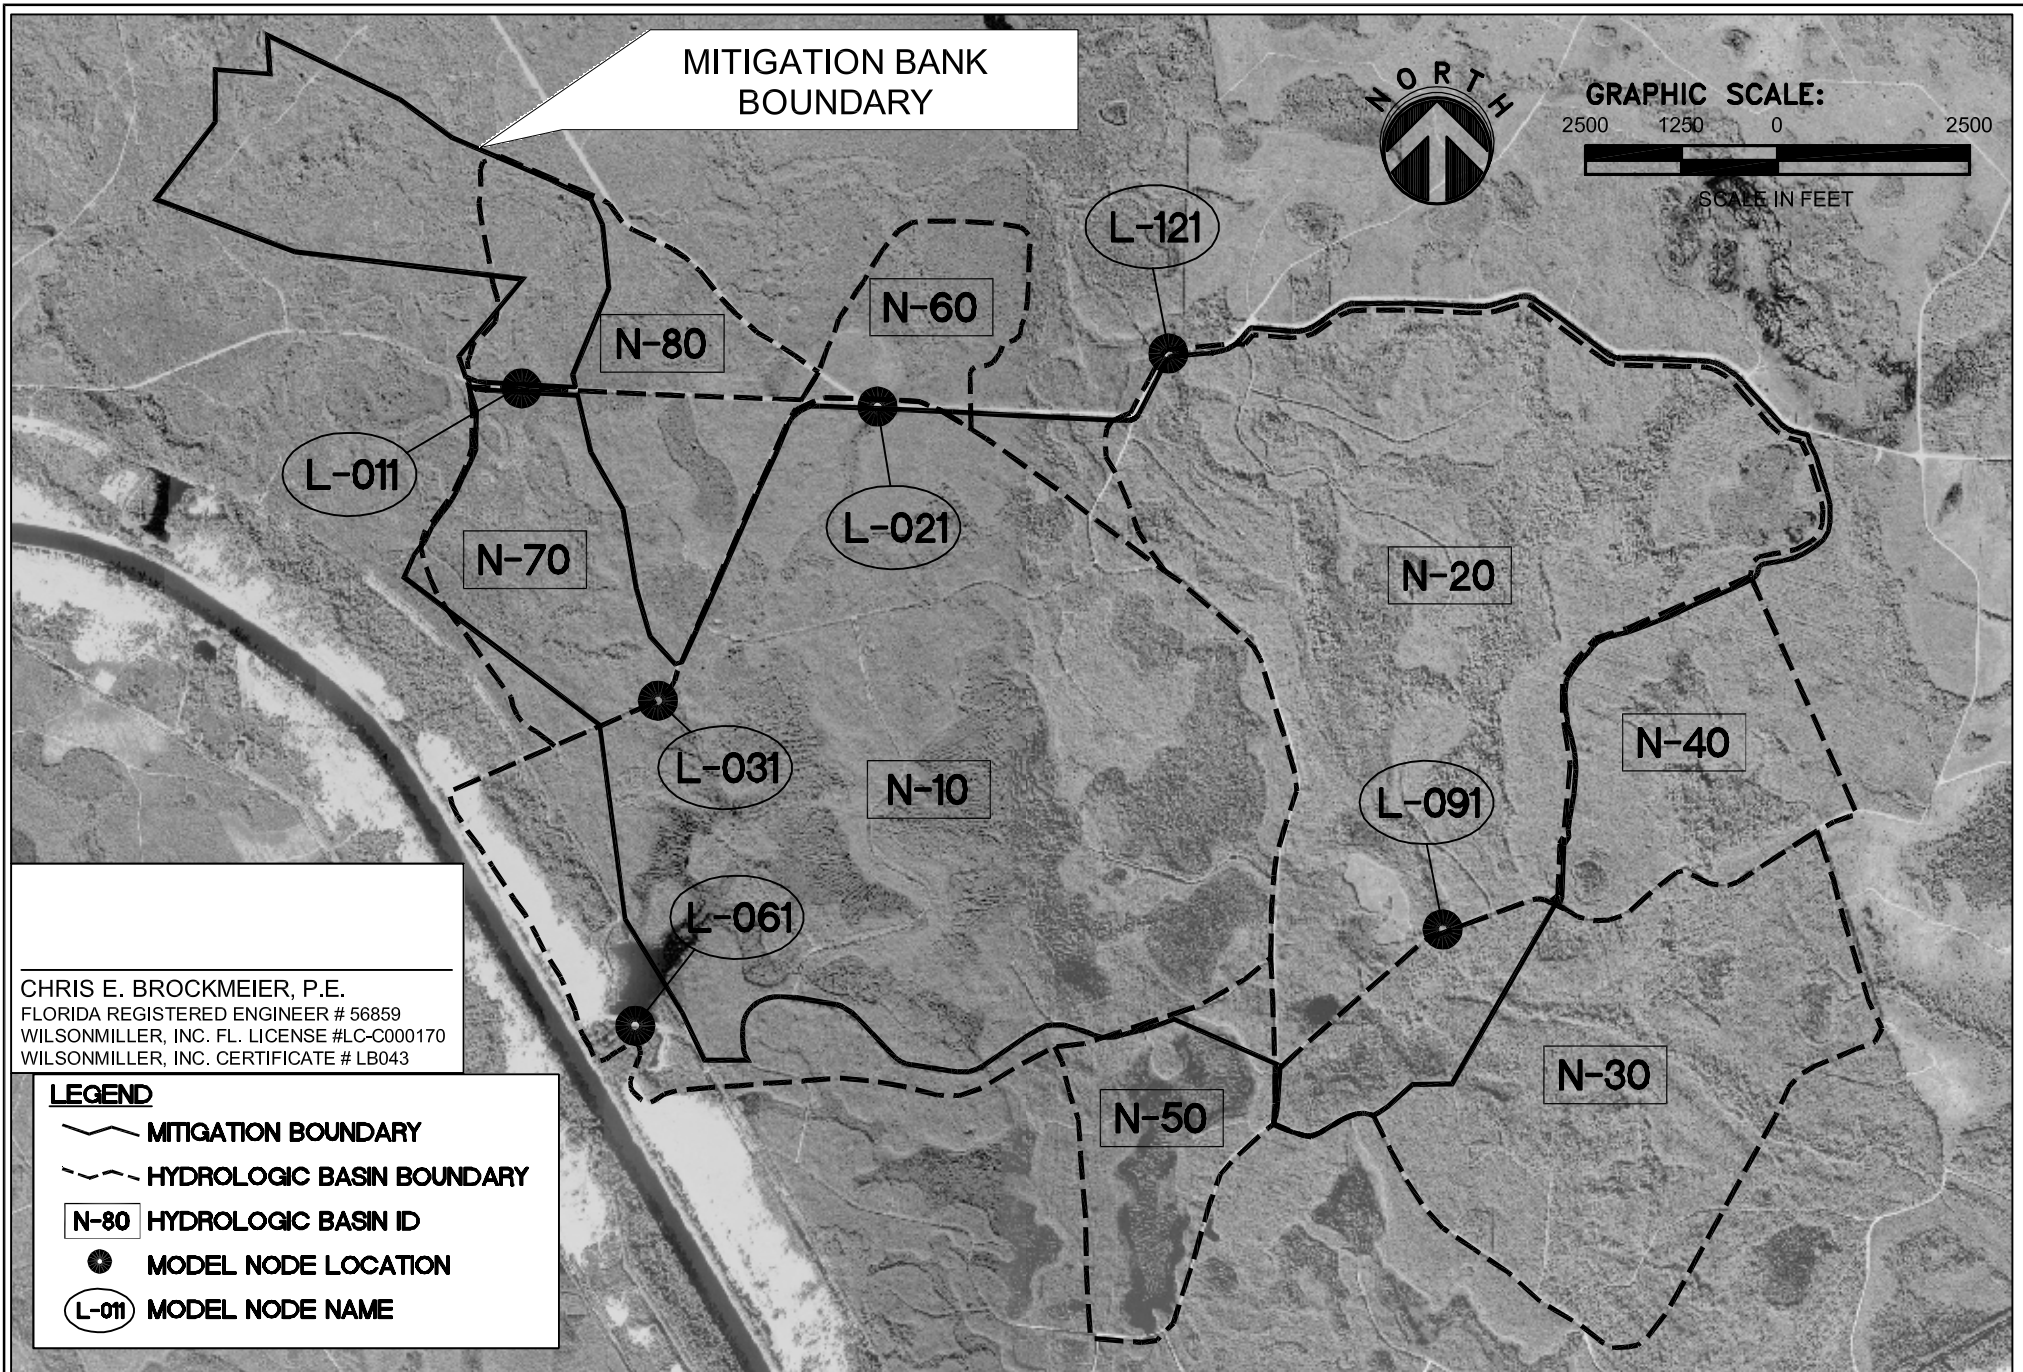 MITIGATION BANK
BOUNDARY
NORTH
GRAPHIC SCALE:
2500 1250 0 2500
SCALE IN FEET
L-121
N-60
N-80
L-011
L-021
N-70
N-20
L-031
N-10
N-40
L-091
L-061
N-30
N-50
CHRIS E. BROCKMEIER, P.E.
FLORIDA REGISTERED ENGINEER # 56859
WILSONMILLER, INC. FL. LICENSE #LC-C000170
WILSONMILLER, INC. CERTIFICATE # LB043
LEGEND
MITIGATION BOUNDARY
HYDROLOGIC BASIN BOUNDARY
N-80 HYDROLOGIC BASIN ID
MODEL NODE LOCATION
L-011 MODEL NODE NAME